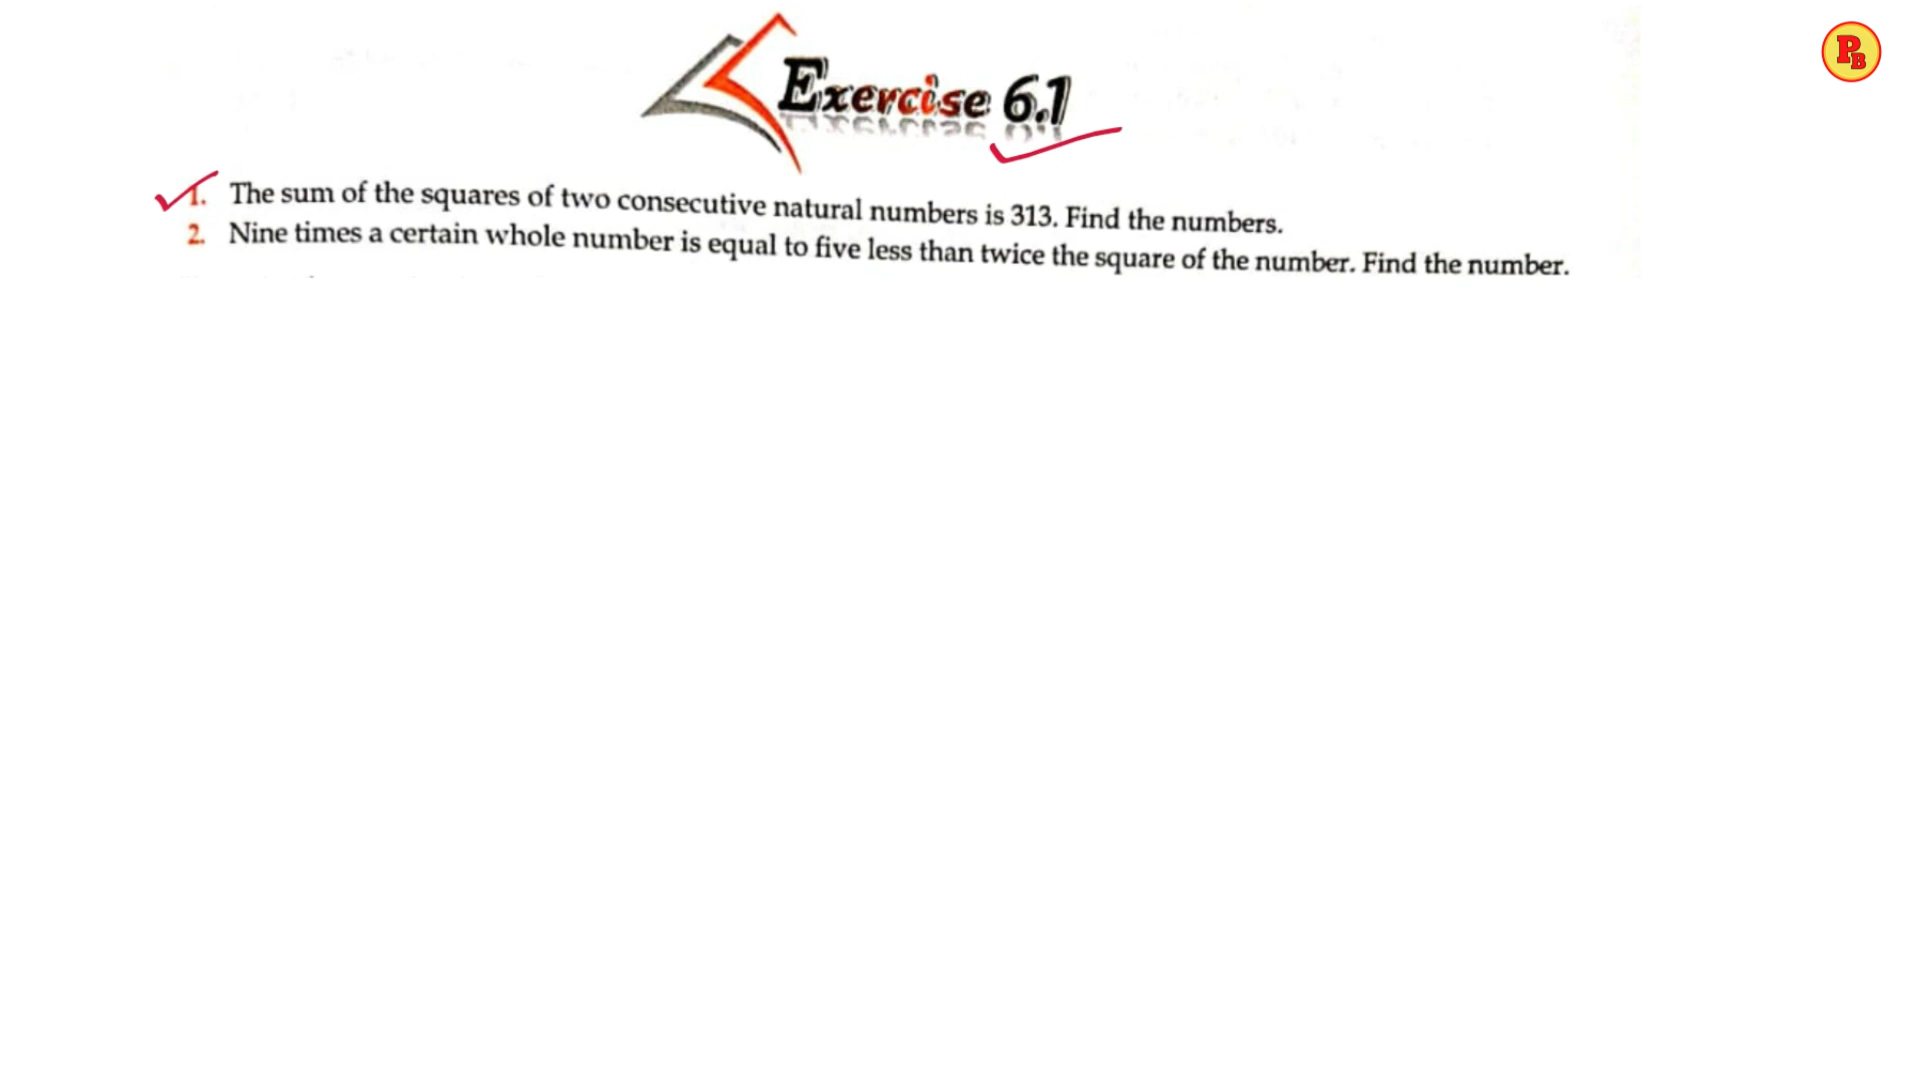 PB
Exercise 6.1
1. The sum of the squares of two consecutive natural numbers is 313. Find the numbers.
2. Nine times a certain whole number is equal to five less than twice the square of the number. Find the number.